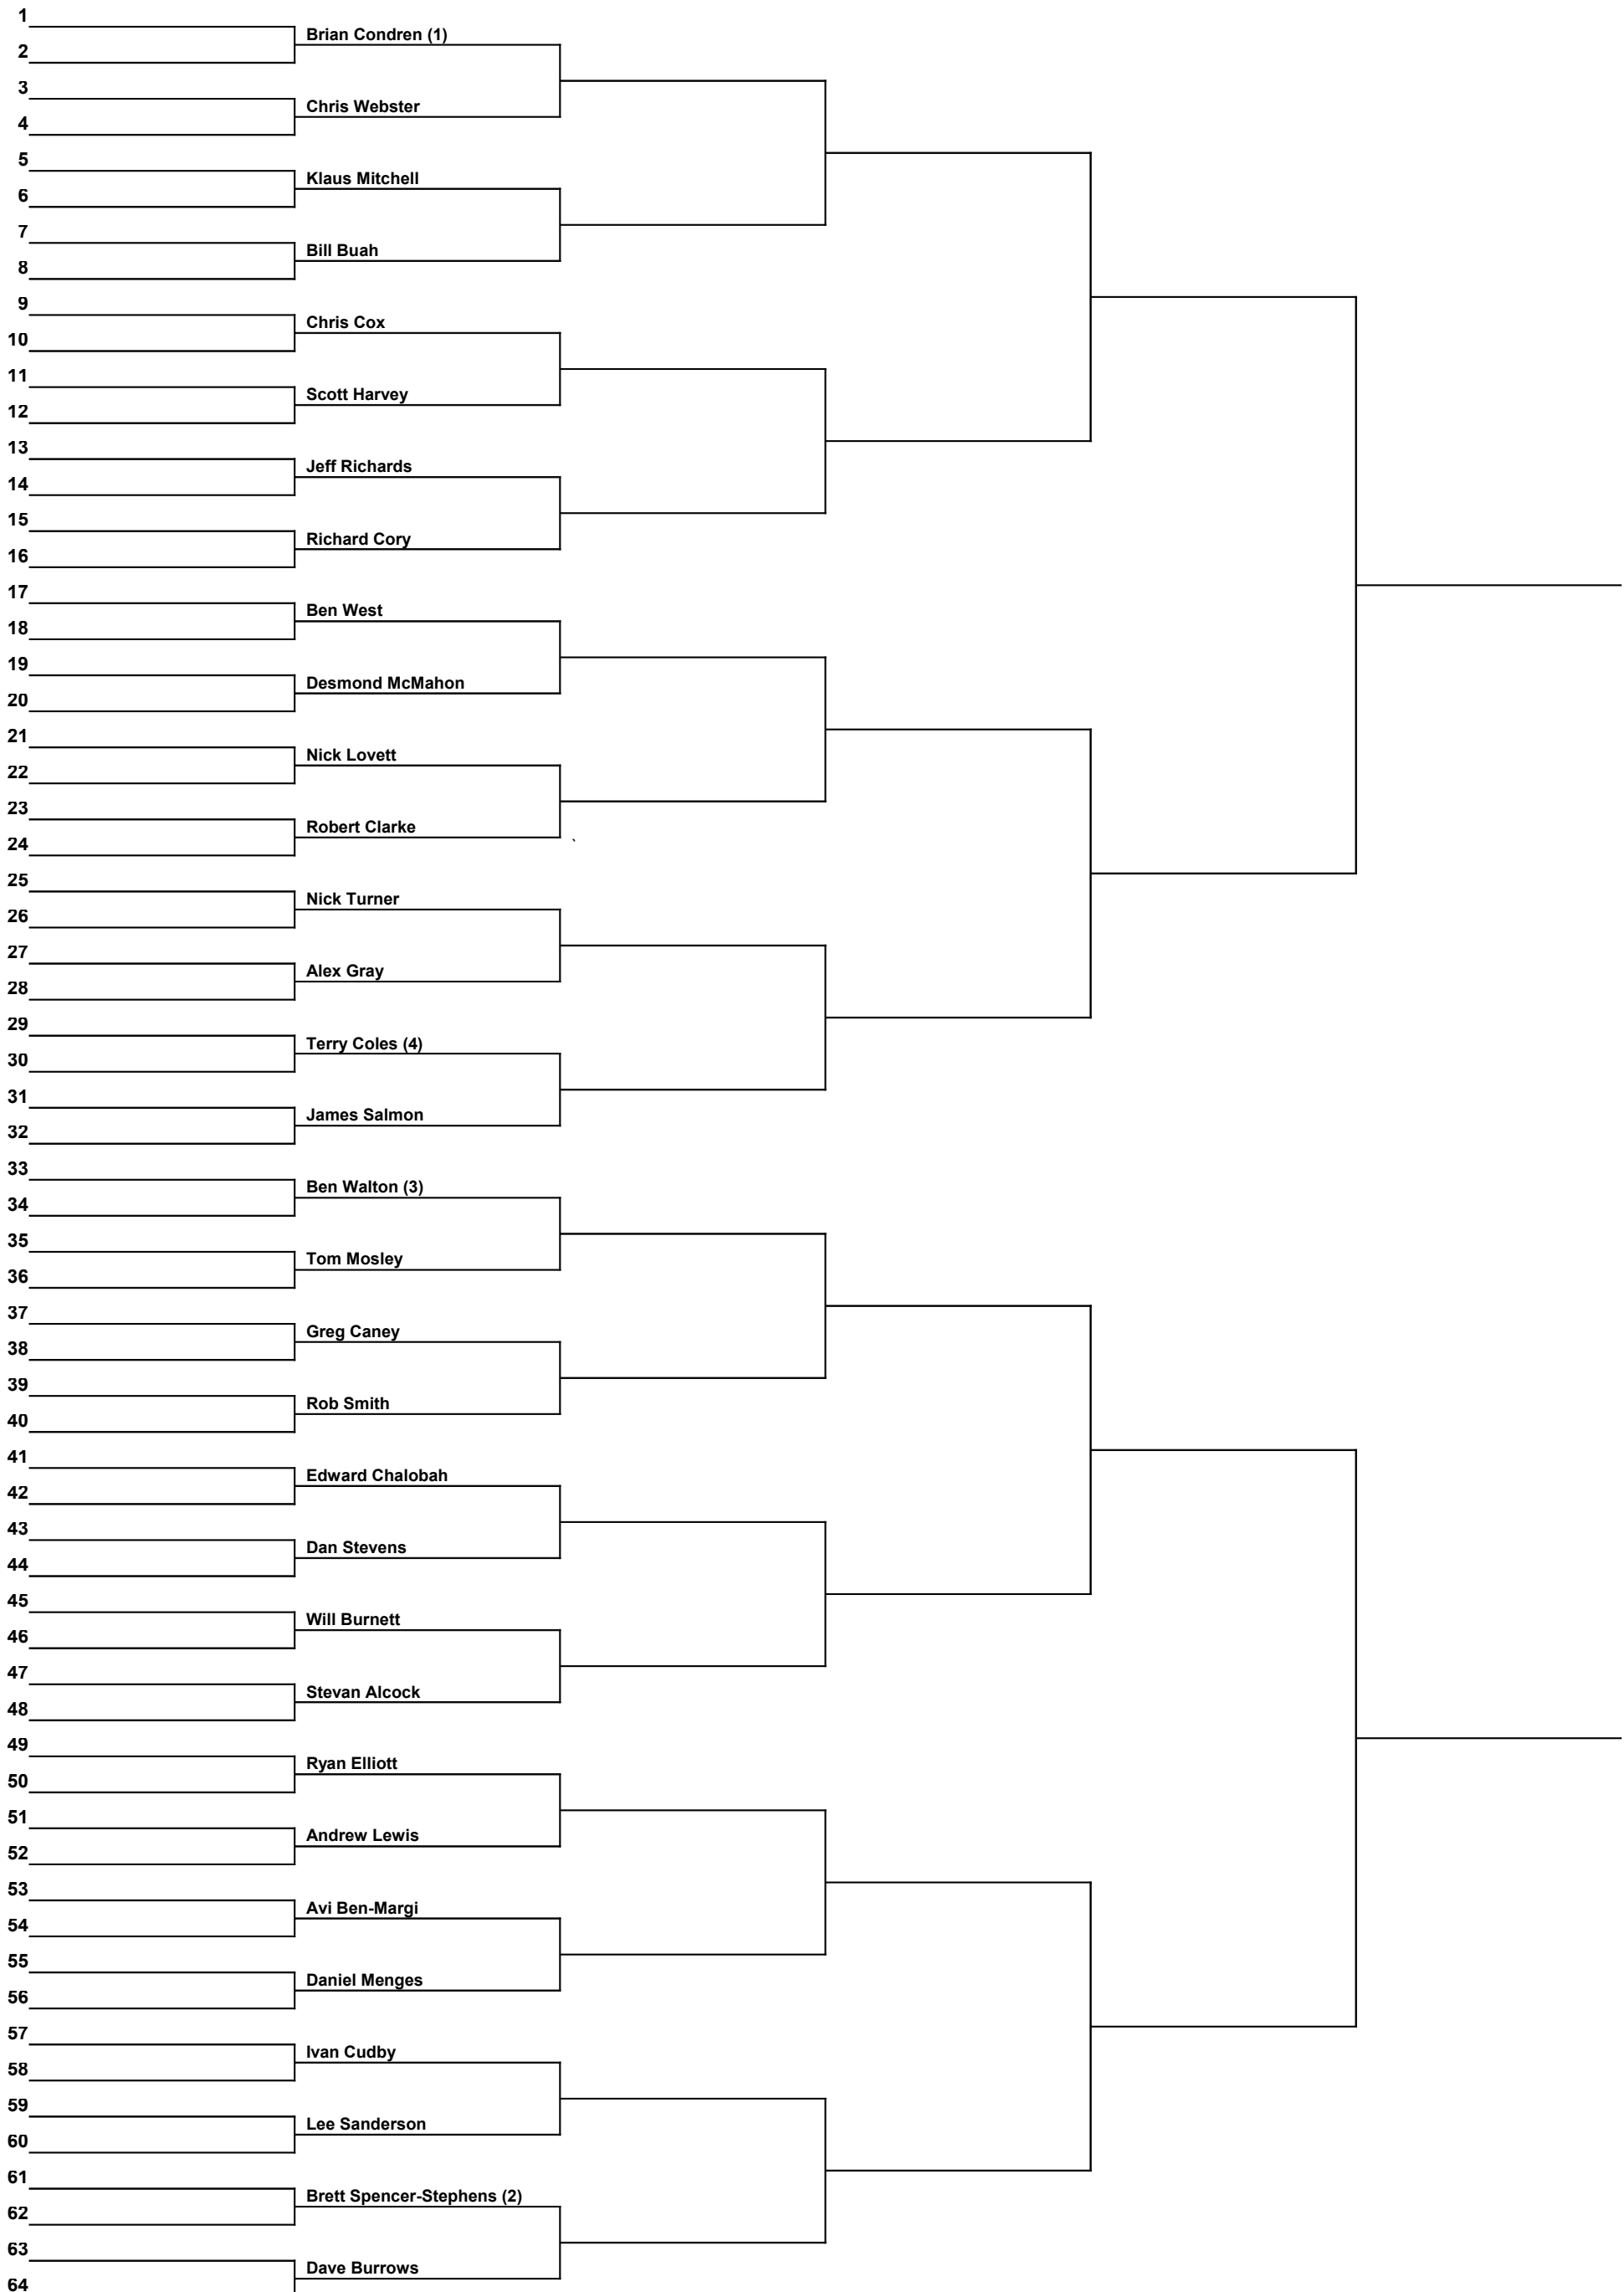 1
Brian Condren (1)
2
3
Chris Webster
4
5
Klaus Mitchell
6
7
Bill Buah
8
9
Chris Cox
10
11
Scott Harvey
12
13
Jeff Richards
14
15
Richard Cory
16
17
Ben West
18
19
Desmond McMahon
20
21
Nick Lovett
22
23
Robert Clarke
24
`
25
Nick Turner
26
27
Alex Gray
28
29
Terry Coles (4)
30
31
James Salmon
32
33
Ben Walton (3)
34
35
Tom Mosley
36
37
Greg Caney
38
39
Rob Smith
40
41
Edward Chalobah
42
43
Dan Stevens
44
45
Will Burnett
46
47
Stevan Alcock
48
49
Ryan Elliott
50
51
Andrew Lewis
52
53
Avi Ben-Margi
54
55
Daniel Menges
56
57
Ivan Cudby
58
59
Lee Sanderson
60
61
Brett Spencer-Stephens (2)
62
63
Dave Burrows
64